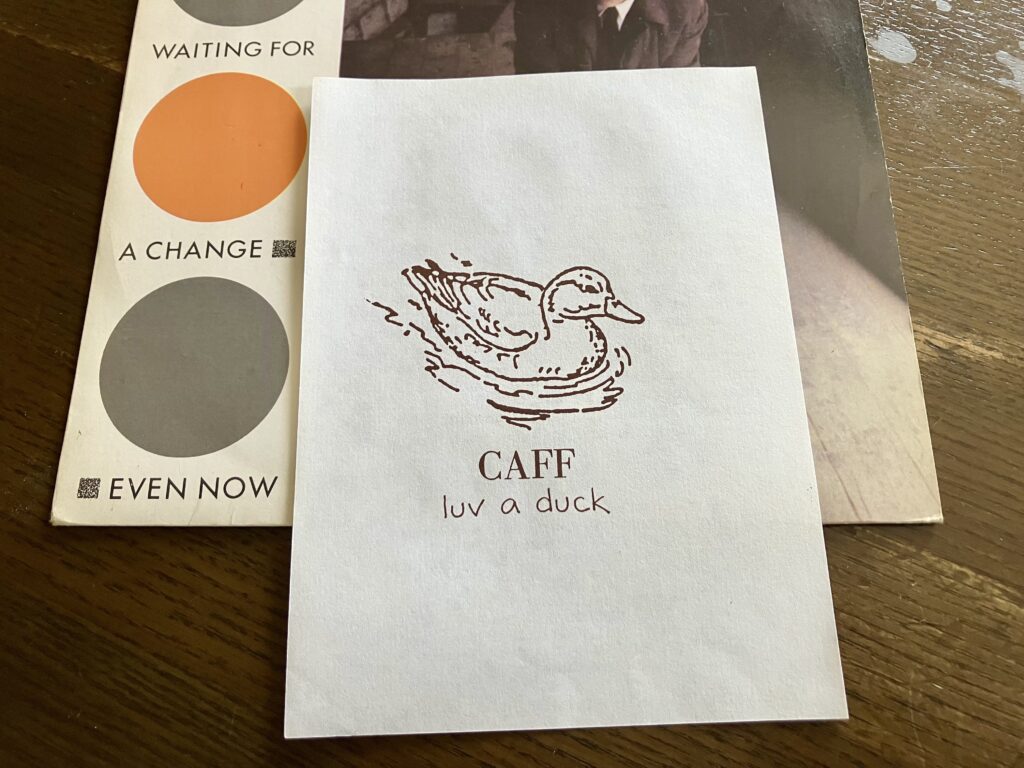 WAITING FOR
A CHANGE
EVEN NOW
CAFF
luv a duck